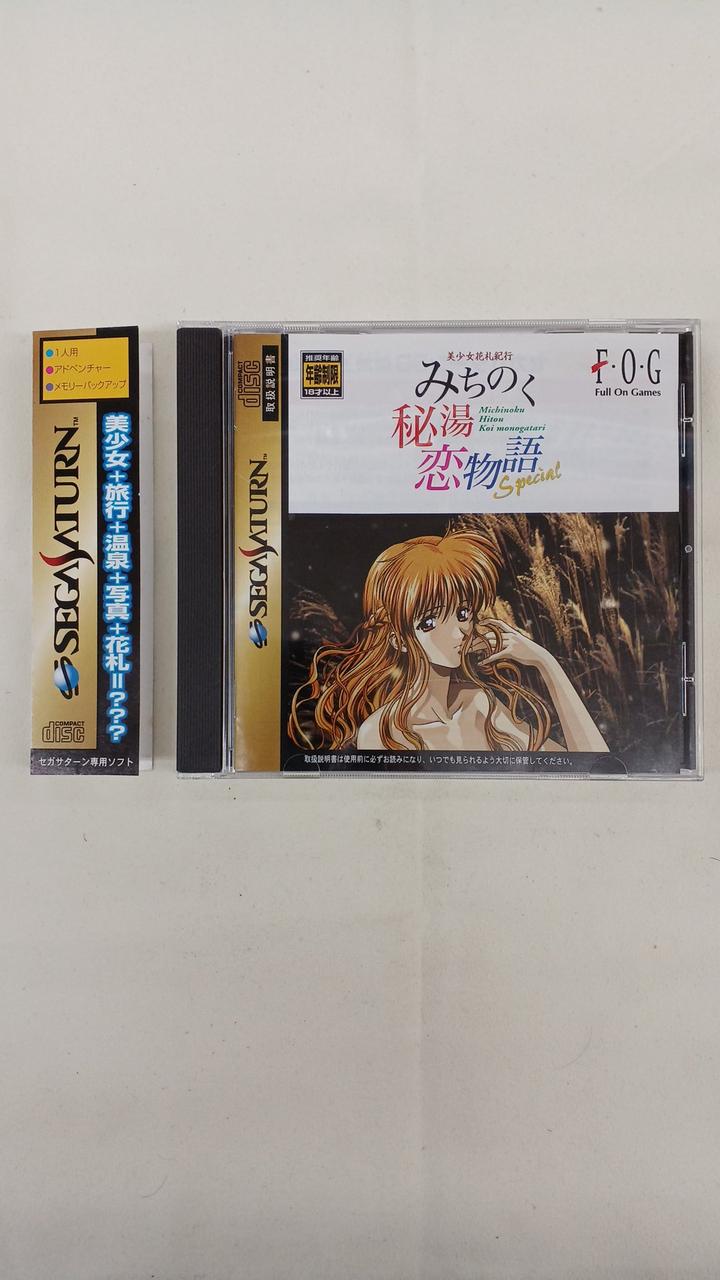 1人用
アドベンチャー
メモリーバックアップ
美少女+旅行+温泉+写真+花札=???
SEGA SATURN™
COMPACT
disc
セガサターン専用ソフト
COMPACT
disc
取扱説明書
SEGA SATURN™
推奨年齢
年齢制限
18才以上
美少女花札紀行
みちのく
秘湯
恋物語
Michinoku
Hitou
Koi monogatari
Special
F・O・G
Full On Games
取扱説明書は使用前に必ずお読みになり、いつでも見られるよう大切に保管してください。